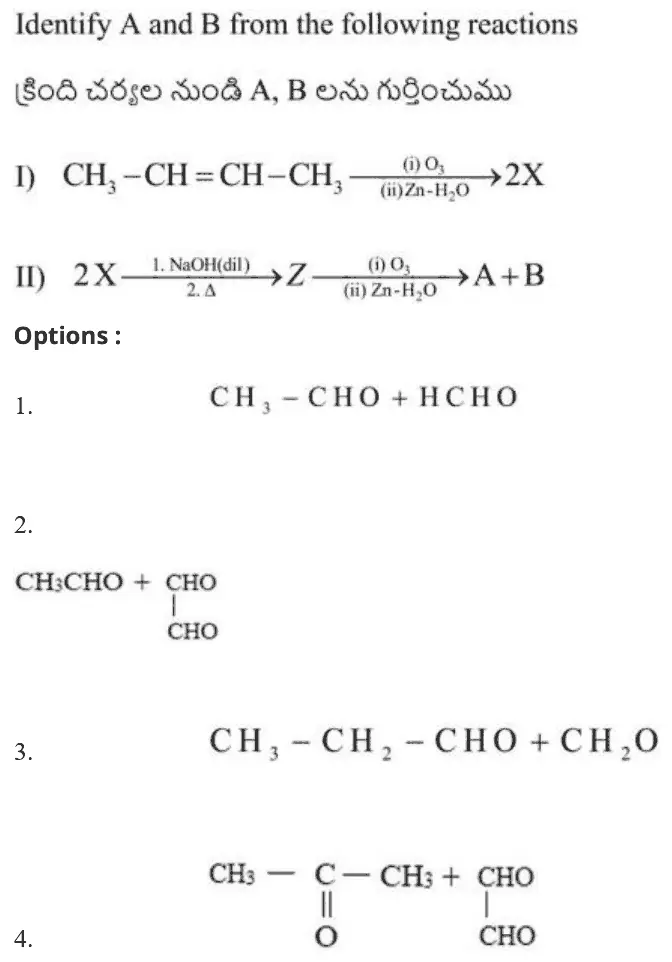 Identify A and B from the following reactions
క్రింది చర్యల నుండి A, B లను గుర్తించుము
I) CH₃–CH=CH–CH₃ (i) O₃ (ii) Zn-H₂O → 2X
II) 2X 1. NaOH(dil) 2. Δ → Z (i) O₃ (ii) Zn-H₂O → A+B
Options :
1. CH₃ – CHO + HCHO
2.
CH₃CHO + CHO
|
CHO
3. CH₃ – CH₂ – CHO + CH₂O
CH₃ — C — CH₃ + CHO
|| |
4. O CHO